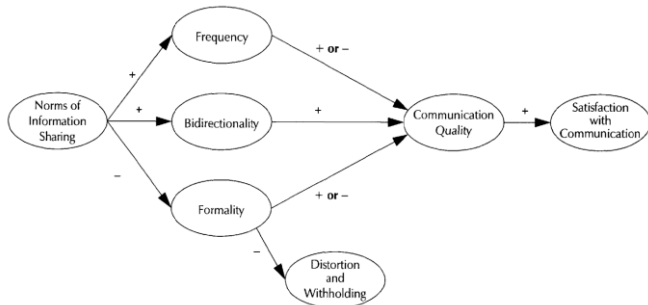 Frequency
+ or –
+
Norms of
Information
Sharing
+
Bidirectionality
+
Communication
Quality
+
Satisfaction
with
Communication
–
Formality
+ or –
–
Distortion
and
Withholding